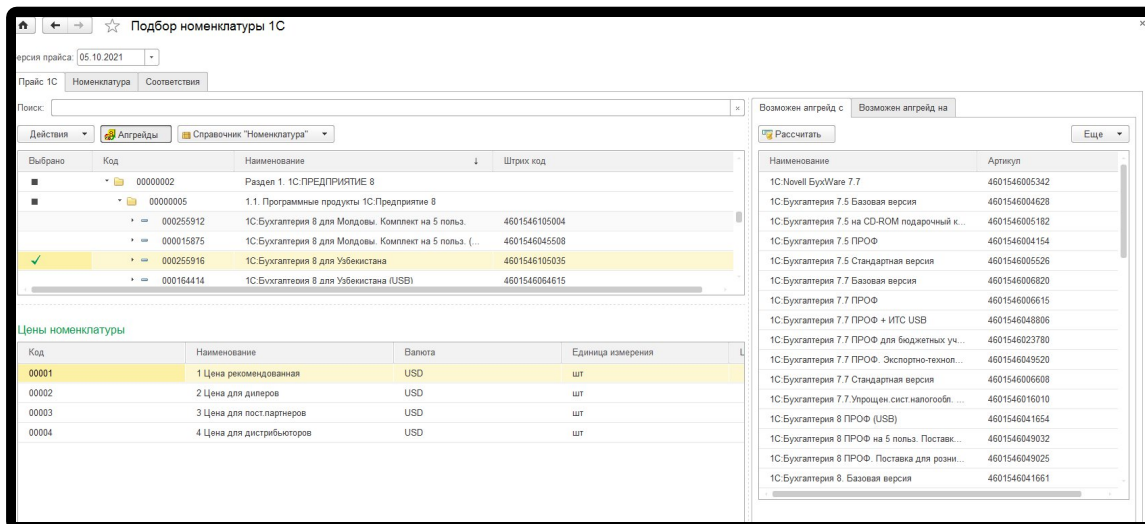 Подбор номенклатуры 1С
ерсия прайса: 05.10.2021
Прайс 1С Номенклатура Соответствия
Поиск:
Действия Апгрейды Справочник "Номенклатура"
Выбрано Код Наименование ↓ Штрих код
00000002 Раздел 1. 1С:ПРЕДПРИЯТИЕ 8
00000005 1.1. Программные продукты 1С:Предприятие 8
000255912 1С:Бухгалтерия 8 для Молдовы. Комплект на 5 польз. 4601546105004
000015875 1С:Бухгалтерия 8 для Молдовы. Комплект на 5 польз. (... 4601546045508
000255916 1С:Бухгалтерия 8 для Узбекистана 4601546105035
000164414 1С:Бухгалтерия 8 для Узбекистана (USB) 4601546064615
Цены номенклатуры
Код Наименование Валюта Единица измерения
00001 1 Цена рекомендованная USD шт
00002 2 Цена для дилеров USD шт
00003 3 Цена для пост.партнеров USD шт
00004 4 Цена для дистрибьюторов USD шт
Возможен апгрейд с Возможен апгрейд на
Рассчитать Еще
Наименование Артикул
1С:Novell БухWare 7.7 4601546005342
1С:Бухгалтерия 7.5 Базовая версия 4601546004628
1С:Бухгалтерия 7.5 на CD-ROM подарочный к... 4601546005182
1С:Бухгалтерия 7.5 ПРОФ 4601546004154
1С:Бухгалтерия 7.5 Стандартная версия 4601546005526
1С:Бухгалтерия 7.7 Базовая версия 4601546006820
1С:Бухгалтерия 7.7 ПРОФ 4601546006615
1С:Бухгалтерия 7.7 ПРОФ + ИТС USB 4601546048806
1С:Бухгалтерия 7.7 ПРОФ для бюджетных уч... 4601546023780
1С:Бухгалтерия 7.7 ПРОФ. Экспортно-технол... 4601546049520
1С:Бухгалтерия 7.7 Стандартная версия 4601546006608
1С:Бухгалтерия 7.7.Упрощен.сист.налогообл. ... 4601546016010
1С:Бухгалтерия 8 ПРОФ (USB) 4601546041654
1С:Бухгалтерия 8 ПРОФ на 5 польз. Поставк... 4601546049032
1С:Бухгалтерия 8 ПРОФ. Поставка для розни... 4601546049025
1С:Бухгалтерия 8. Базовая версия 4601546041661